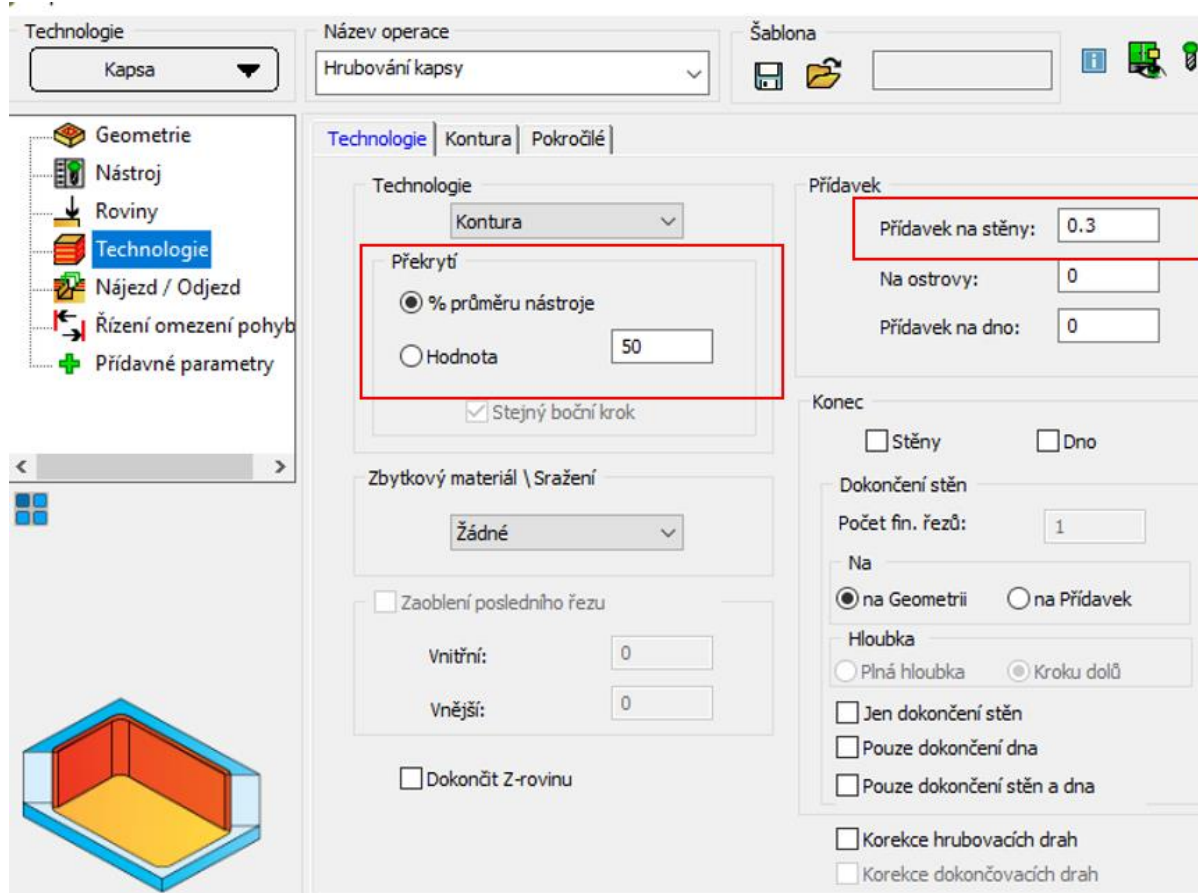 Technologie
Kapsa
Název operace
Hrubování kapsy
Šablona
Geometrie
Nástroj
Roviny
Technologie
Nájezd / Odjezd
Řízení omezení pohyb
Přídavné parametry
Technologie Kontura Pokročilé
Technologie
Kontura
Překrytí
% průměru nástroje
Hodnota 50
Stejný boční krok
Zbytkový materiál \ Sražení
Žádné
Zaoblení posledního řezu
Vnitřní: 0
Vnější: 0
Dokončit Z-rovinu
Přídavek
Přídavek na stěny: 0.3
Na ostrovy: 0
Přídavek na dno: 0
Konec
Stěny Dno
Dokončení stěn
Počet fin. řezů: 1
Na
na Geometrii na Přídavek
Hloubka
Plná hloubka Kroku dolů
Jen dokončení stěn
Pouze dokončení dna
Pouze dokončení stěn a dna
Korekce hrubovacích drah
Korekce dokončovacích drah